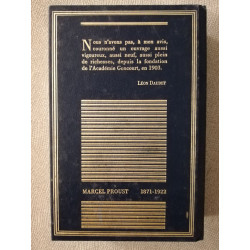 Nous n'avons pas, à mon avis,
couronné un ouvrage aussi
vigoureux, aussi neuf, aussi plein
de richesses, depuis la fondation
de l'Académie Goncourt, en 1903.
Léon Daudet
MARCEL PROUST 1871-1922